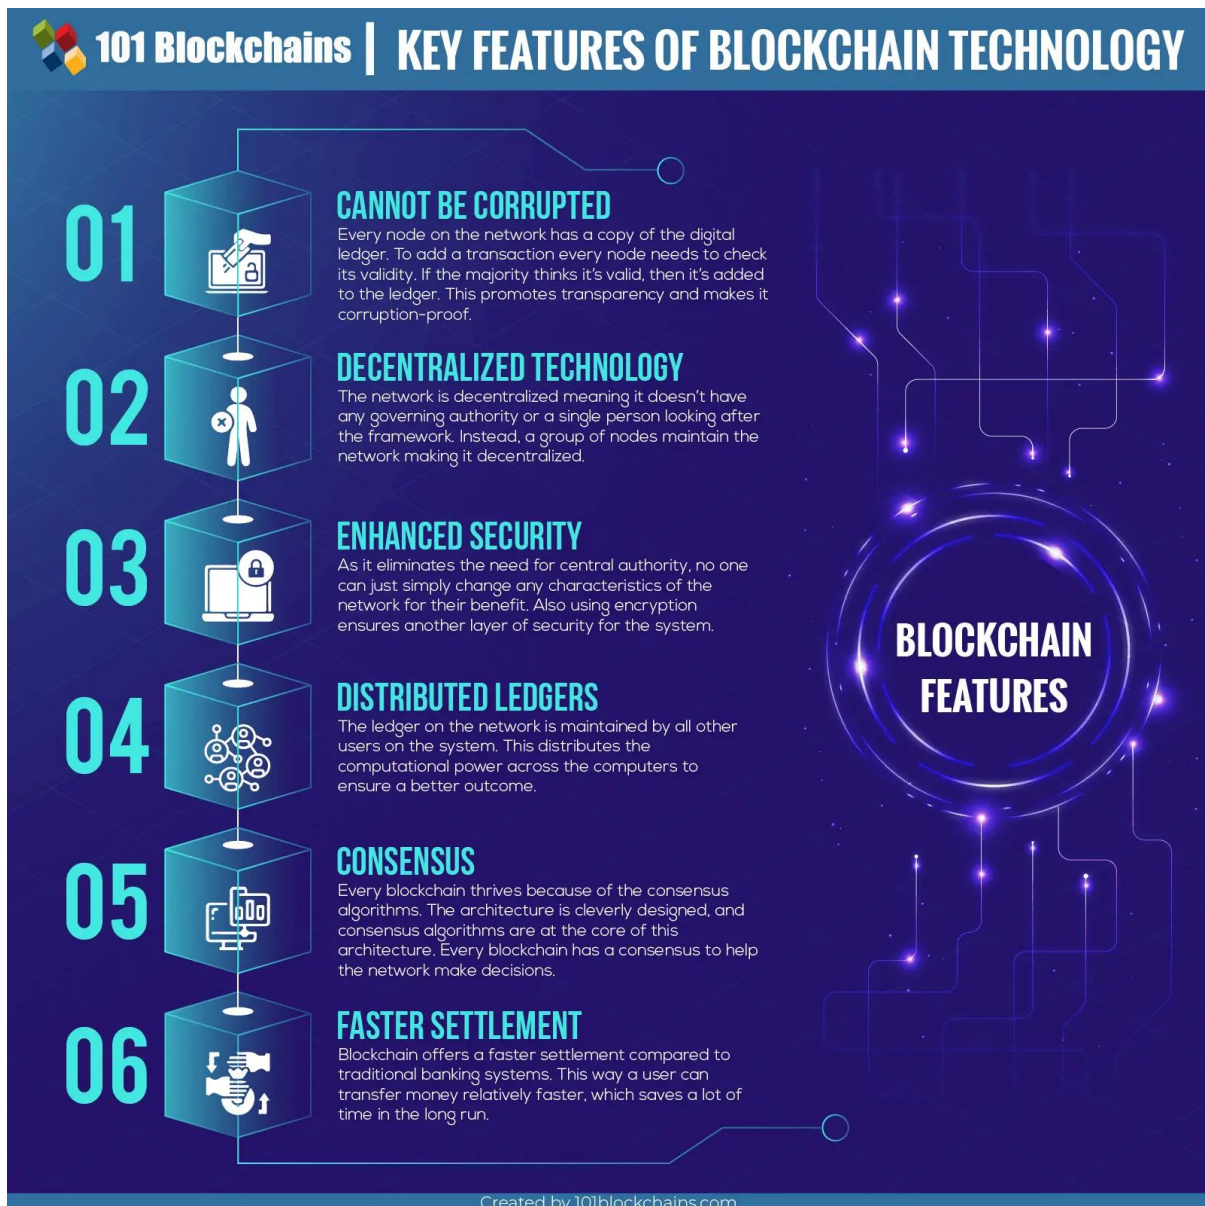 101 Blockchains | KEY FEATURES OF BLOCKCHAIN TECHNOLOGY
01
CANNOT BE CORRUPTED
Every node on the network has a copy of the digital
ledger. To add a transaction every node needs to check
its validity. If the majority thinks it's valid, then it's added
to the ledger. This promotes transparency and makes it
corruption-proof.
02
DECENTRALIZED TECHNOLOGY
The network is decentralized meaning it doesn't have
any governing authority or a single person looking after
the framework. Instead, a group of nodes maintain the
network making it decentralized.
03
ENHANCED SECURITY
As it eliminates the need for central authority, no one
can just simply change any characteristics of the
network for their benefit. Also using encryption
ensures another layer of security for the system.
04
DISTRIBUTED LEDGERS
The ledger on the network is maintained by all other
users on the system. This distributes the
computational power across the computers to
ensure a better outcome.
05
CONSENSUS
Every blockchain thrives because of the consensus
algorithms. The architecture is cleverly designed, and
consensus algorithms are at the core of this
architecture. Every blockchain has a consensus to help
the network make decisions.
06
FASTER SETTLEMENT
Blockchain offers a faster settlement compared to
traditional banking systems. This way a user can
transfer money relatively faster, which saves a lot of
time in the long run.
BLOCKCHAIN
FEATURES
Created by 101blockchains.com